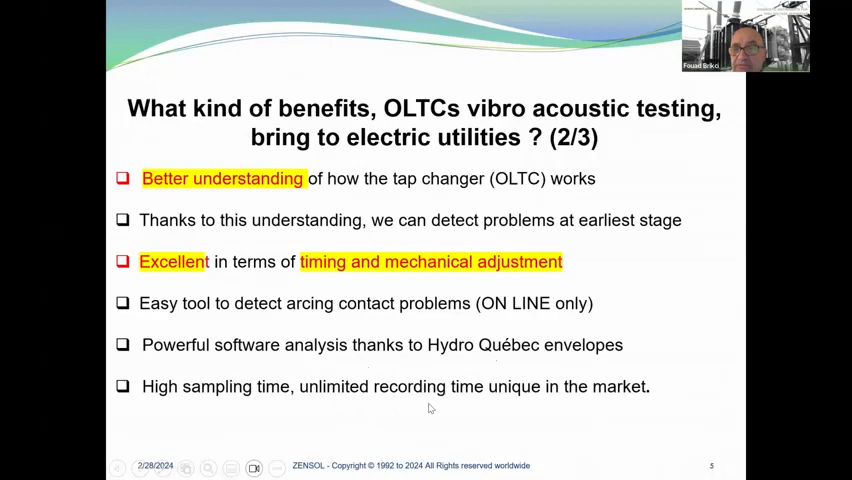 Fouad Brikci
What kind of benefits, OLTCs vibro acoustic testing,
bring to electric utilities ? (2/3)
Better understanding of how the tap changer (OLTC) works
Thanks to this understanding, we can detect problems at earliest stage
Excellent in terms of timing and mechanical adjustment
Easy tool to detect arcing contact problems (ON LINE only)
Powerful software analysis thanks to Hydro Québec envelopes
High sampling time, unlimited recording time unique in the market.
2/28/2024 ZENSOL - Copyright © 1992 to 2024 All Rights reserved worldwide 5